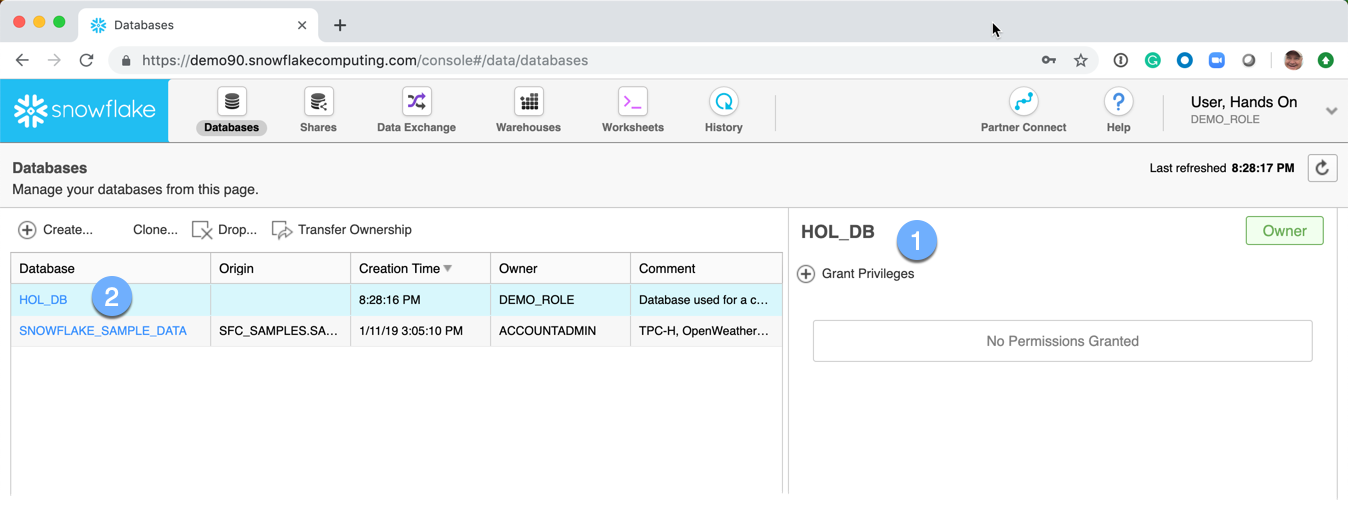 Databases
https://demo90.snowflakecomputing.com/console#/data/databases
snowflake
Databases
Shares
Data Exchange
Warehouses
Worksheets
History
Partner Connect
Help
User, Hands On
DEMO_ROLE
Databases
Manage your databases from this page.
Last refreshed 8:28:17 PM
Create...
Clone...
Drop...
Transfer Ownership
Database Origin Creation Time Owner Comment
HOL_DB 2 8:28:16 PM DEMO_ROLE Database used for a c...
SNOWFLAKE_SAMPLE_DATA SFC_SAMPLES.SA... 1/11/19 3:05:10 PM ACCOUNTADMIN TPC-H, OpenWeather...
HOL_DB 1
Owner
Grant Privileges
No Permissions Granted